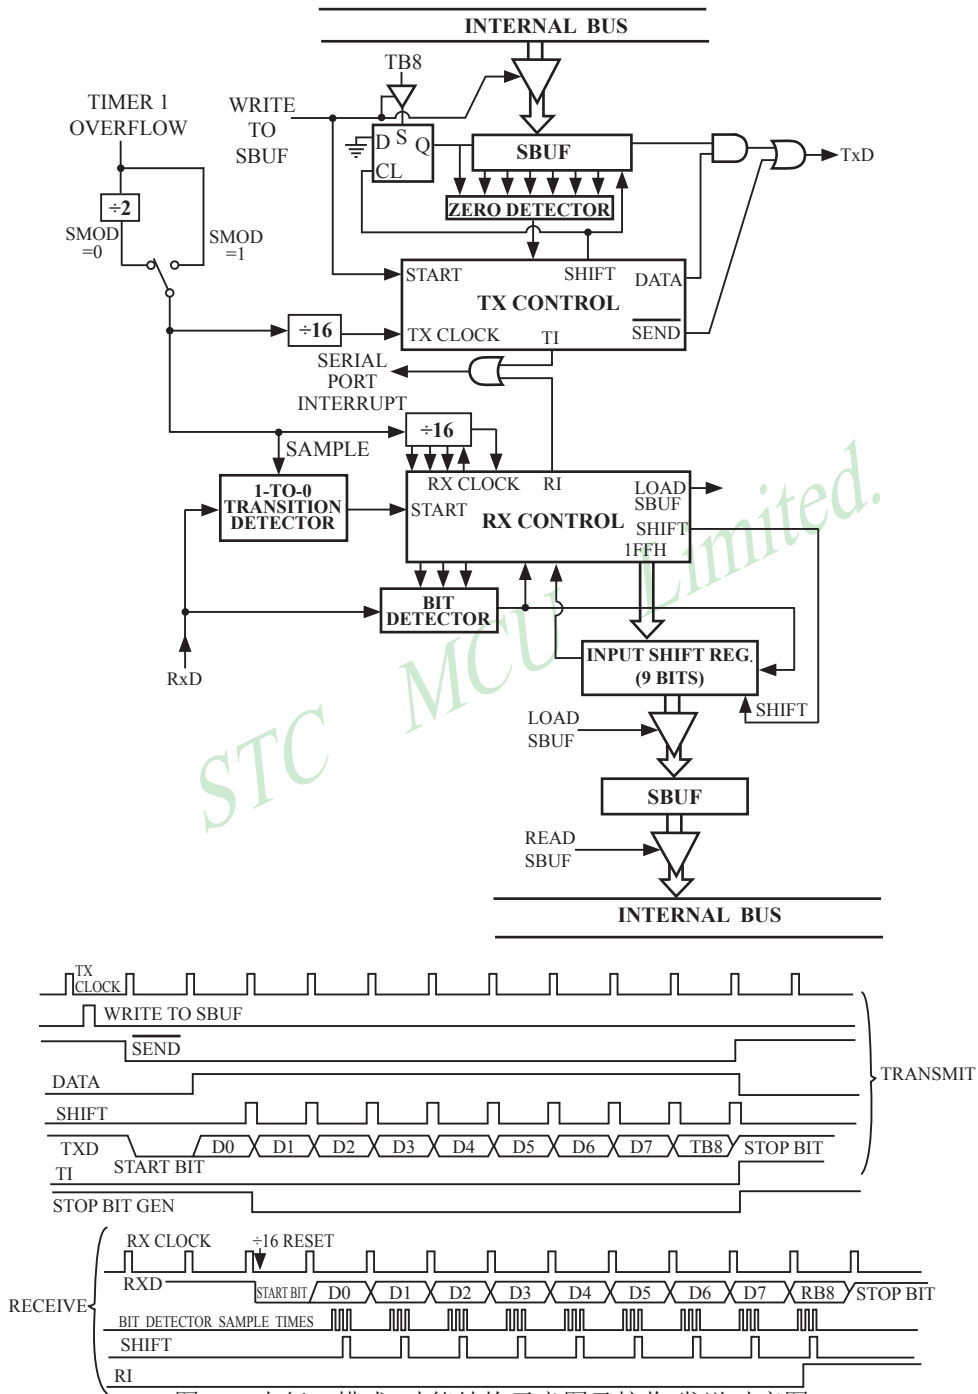 INTERNAL BUS
TB8
TIMER 1
OVERFLOW
WRITE
TO
SBUF
D S Q
CL
SBUF
TxD
÷2
ZERO DETECTOR
SMOD
=0
SMOD
=1
START
SHIFT
DATA
TX CONTROL
÷16
TX CLOCK
TI
SEND
SERIAL
PORT
INTERRUPT
÷16
SAMPLE
RX CLOCK
RI
LOAD
SBUF
1-TO-0
TRANSITION
DETECTOR
START
RX CONTROL
SHIFT
1FFH
BIT
DETECTOR
RxD
INPUT SHIFT REG.
(9 BITS)
SHIFT
LOAD
SBUF
SBUF
READ
SBUF
INTERNAL BUS
STC MCU Limited.
TX
CLOCK
WRITE TO SBUF
SEND
DATA
TRANSMIT
SHIFT
TXD
START BIT
D0 D1 D2 D3 D4 D5 D6 D7 TB8 STOP BIT
TI
STOP BIT GEN
RX CLOCK
÷16 RESET
RXD
START BIT D0 D1 D2 D3 D4 D5 D6 D7 RB8 STOP BIT
RECEIVE
BIT DETECTOR SAMPLE TIMES
SHIFT
RI